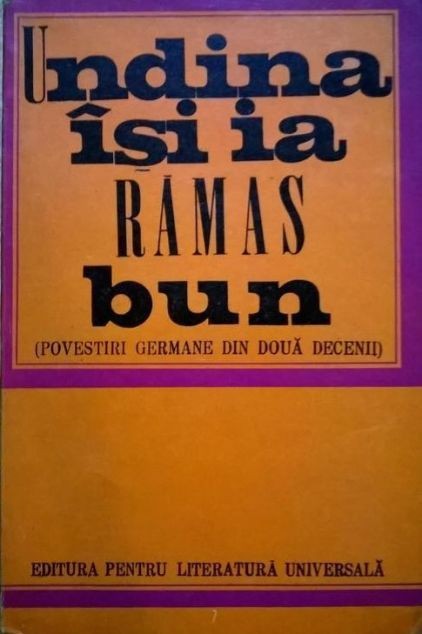 Undina
își ia
RĂMAS
bun
(POVESTIRI GERMANE DIN DOUĂ DECENII)
EDITURA PENTRU LITERATURĂ UNIVERSALĂ